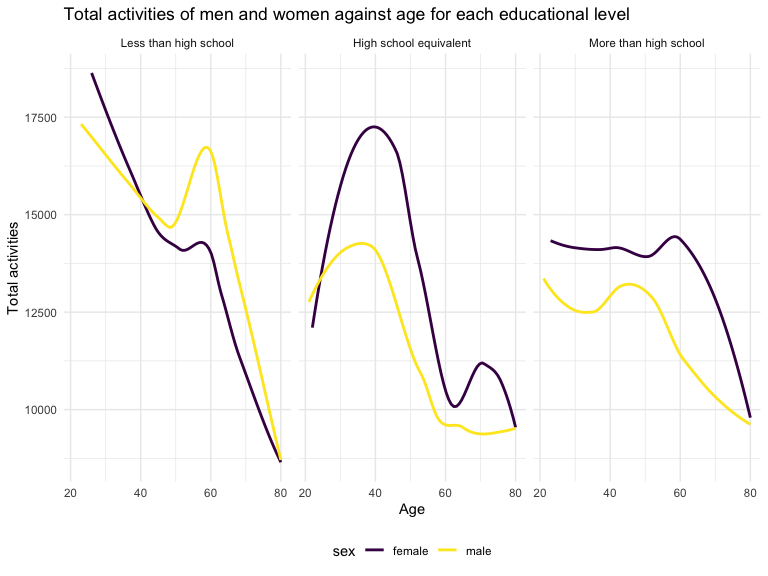 Total activities of men and women against age for each educational level
Less than high school High school equivalent More than high school
17500
15000
12500
10000
Total activities
20 40 60 80 20 40 60 80 20 40 60 80
Age
sex female male